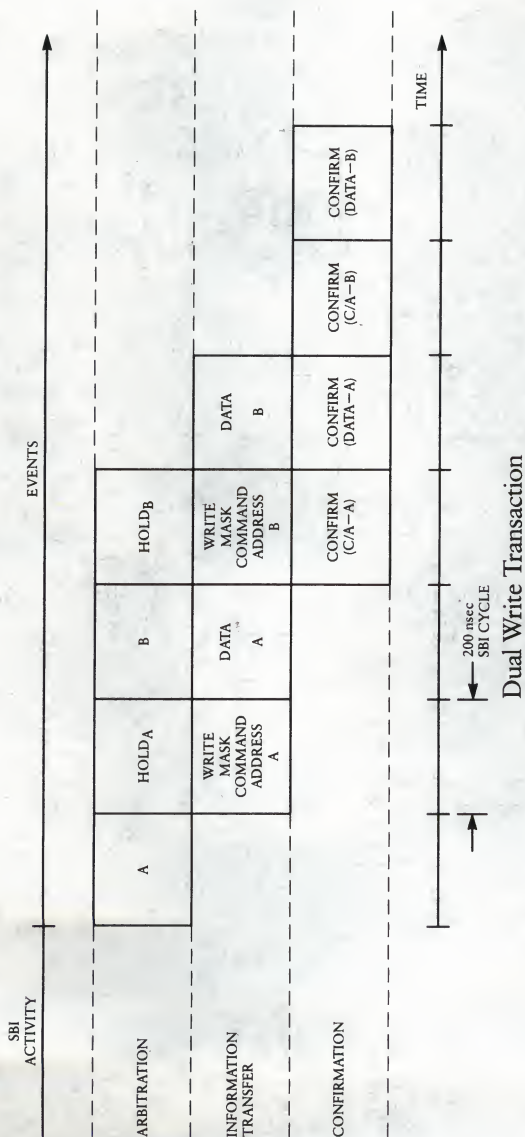 SBI
ACTIVITY
EVENTS
ARBITRATION
A
HOLDA
B
HOLDB
INFORMATION
TRANSFER
WRITE
MASK
COMMAND
ADDRESS
A
DATA
A
WRITE
MASK
COMMAND
ADDRESS
B
DATA
B
CONFIRMATION
CONFIRM
(C/A–A)
CONFIRM
(DATA–A)
CONFIRM
(C/A–B)
CONFIRM
(DATA–B)
TIME
200 nsec
SBI CYCLE
Dual Write Transaction